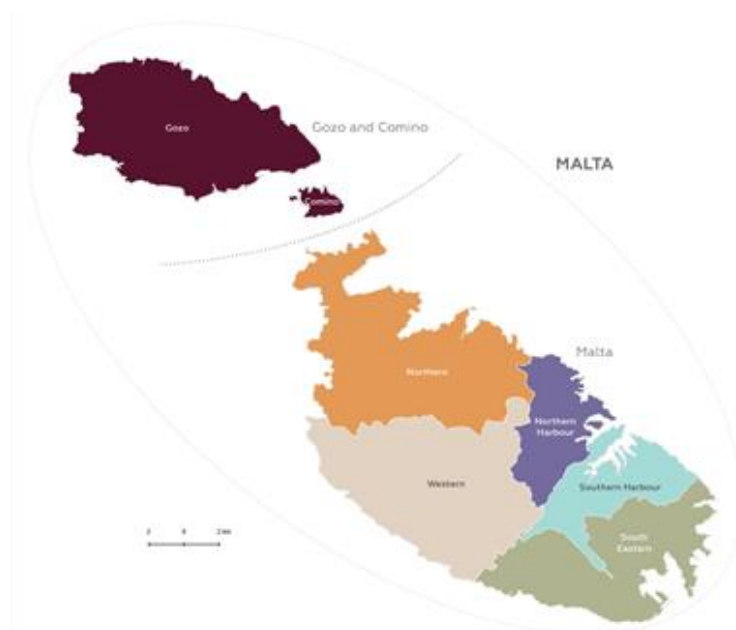 Gozo
Gozo and Comino
MALTA
Comino
Malta
Northern
Northern
Harbour
Western
Southern Harbour
South
Eastern